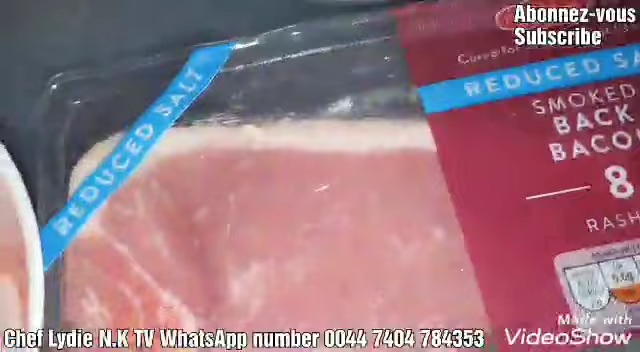 Abonnez-vous
Subscribe
REDUCED SALT
REDUCED SA
SMOKED
BACK
BACO
8
RASH
Made with
VideoShow
Chef Lydie N.K TV WhatsApp number 0044 7404 784353